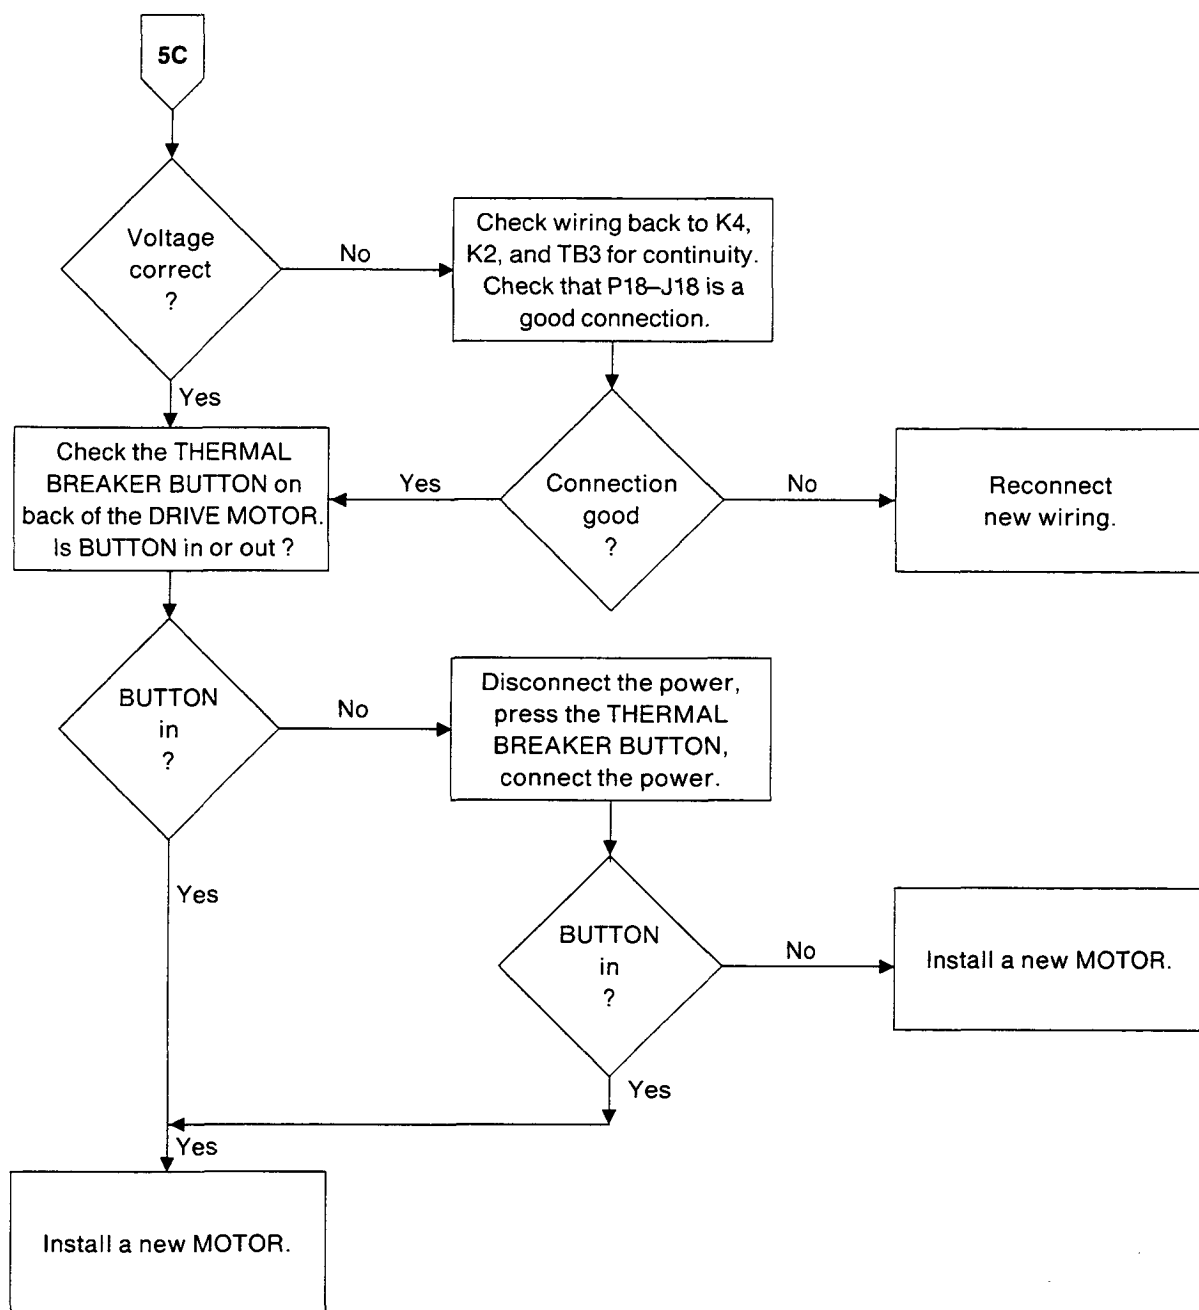 5C
Voltage
correct
?
No
Check wiring back to K4,
K2, and TB3 for continuity.
Check that P18–J18 is a
good connection.
Yes
Check the THERMAL
BREAKER BUTTON on
back of the DRIVE MOTOR.
Is BUTTON in or out ?
Yes
Connection
good
?
No
Reconnect
new wiring.
BUTTON
in
?
No
Disconnect the power,
press the THERMAL
BREAKER BUTTON,
connect the power.
Yes
BUTTON
in
?
No
Install a new MOTOR.
Yes
Yes
Install a new MOTOR.